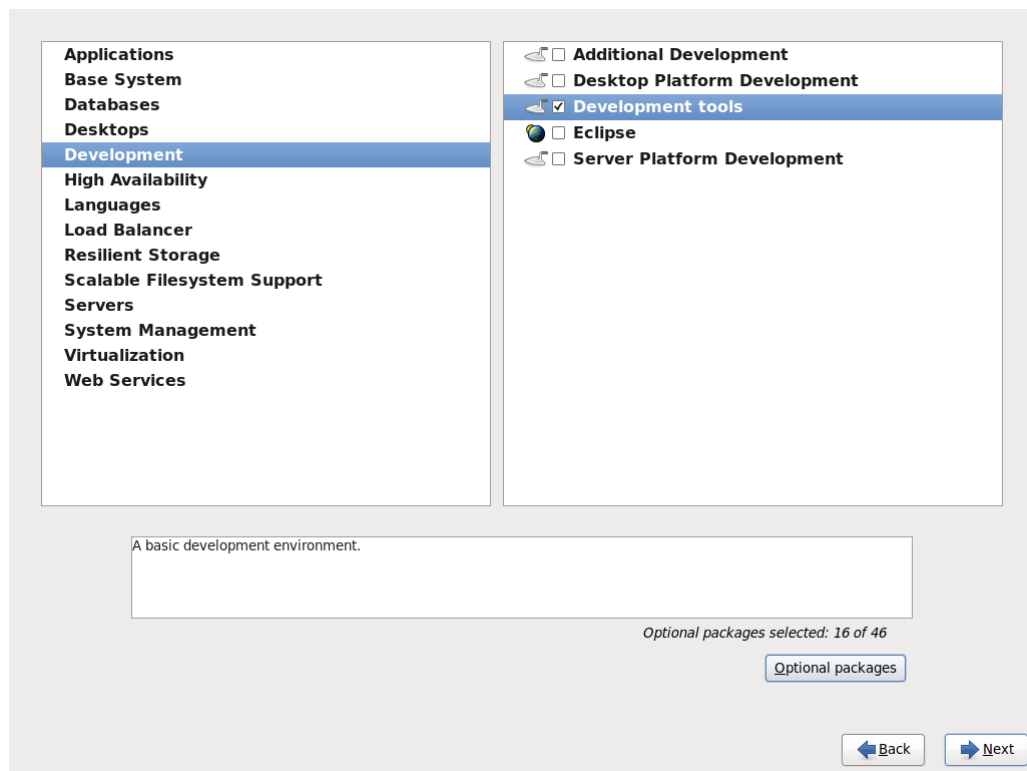 Applications
Base System
Databases
Desktops
Development
High Availability
Languages
Load Balancer
Resilient Storage
Scalable Filesystem Support
Servers
System Management
Virtualization
Web Services
Additional Development
Desktop Platform Development
Development tools
Eclipse
Server Platform Development
A basic development environment.
Optional packages selected: 16 of 46
Optional packages
Back
Next